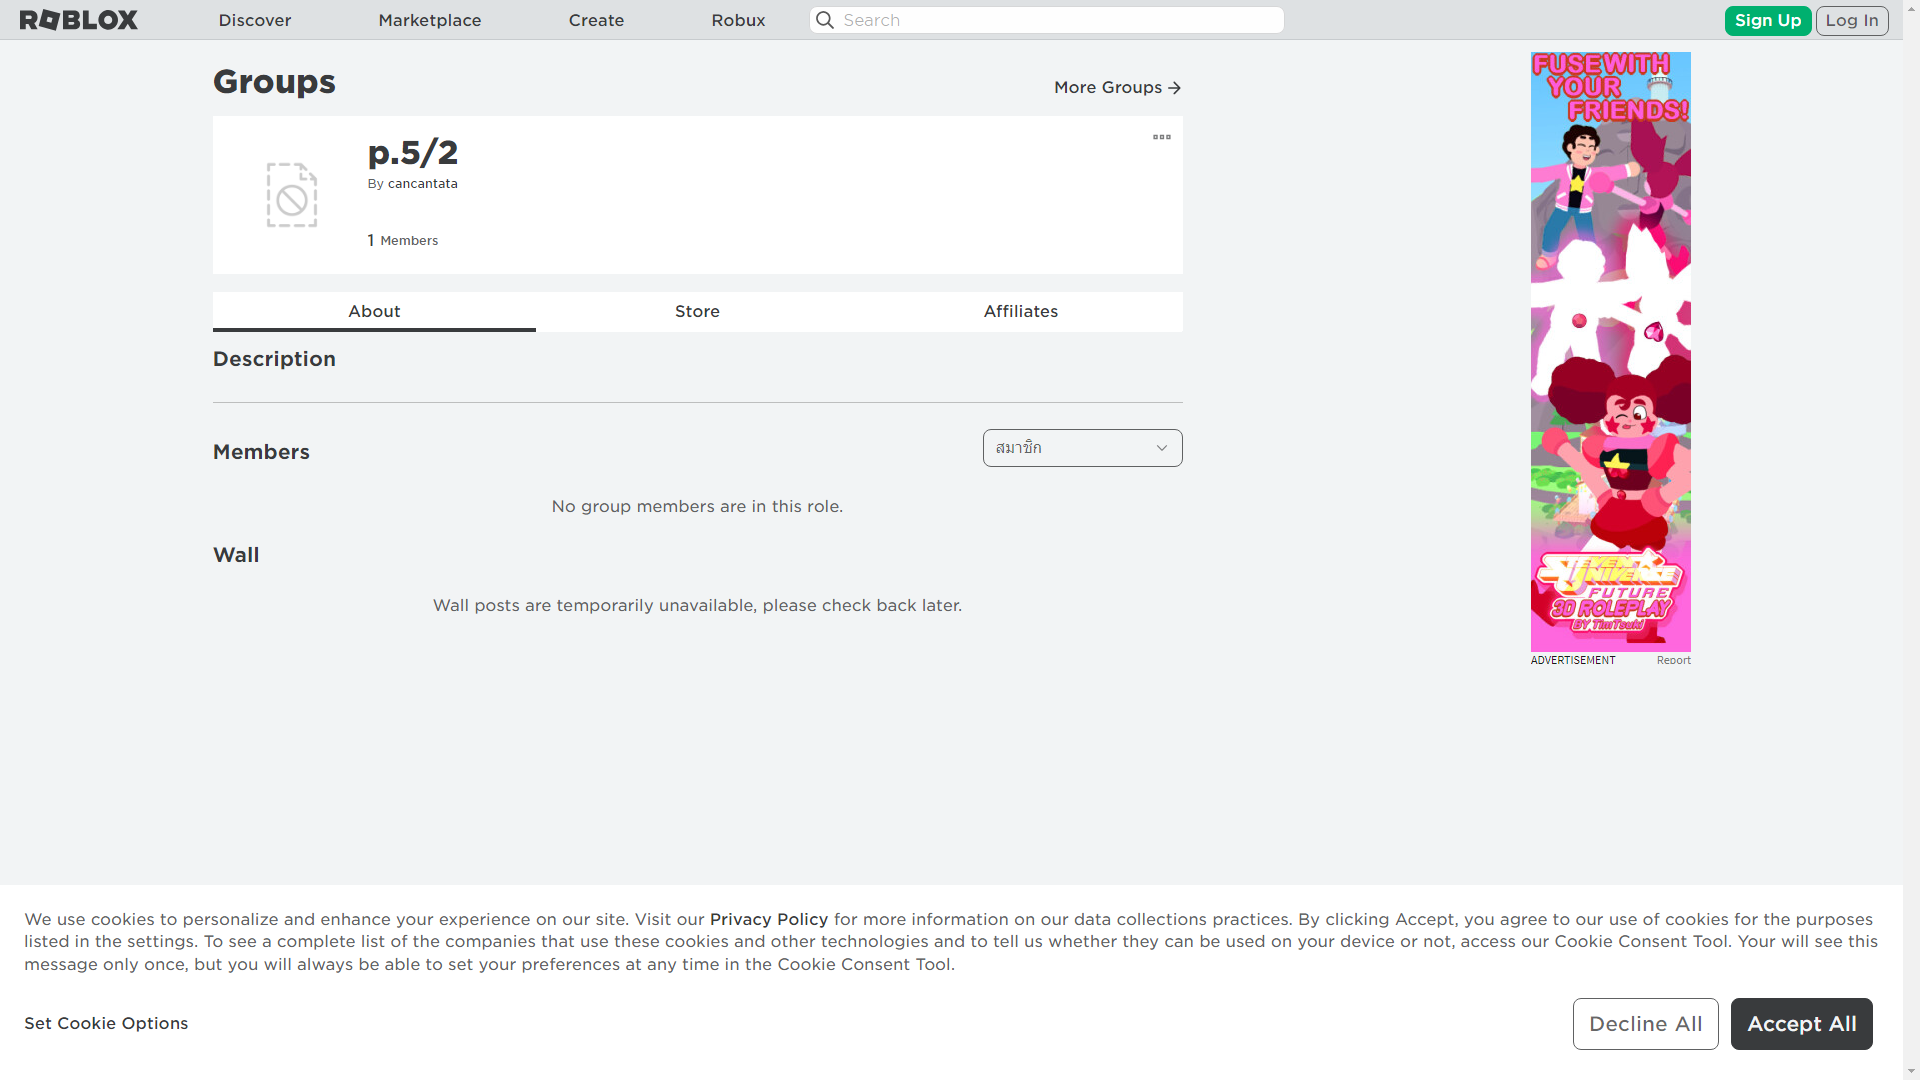 ROBLOX
Discover
Marketplace
Create
Robux
Search
Sign Up
Log In
Groups
More Groups
p.5/2
By cancantata
1 Members
About
Store
Affiliates
Description
Members
สมาชิก
No group members are in this role.
Wall
Wall posts are temporarily unavailable, please check back later.
FUSE WITH
YOUR
FRIENDS!
STEVEN
UNIVERSE
FUTURE
3D ROLEPLAY
BY TimTsuki
ADVERTISEMENT
Report
We use cookies to personalize and enhance your experience on our site. Visit our Privacy Policy for more information on our data collections practices. By clicking Accept, you agree to our use of cookies for the purposes
listed in the settings. To see a complete list of the companies that use these cookies and other technologies and to tell us whether they can be used on your device or not, access our Cookie Consent Tool. Your will see this
message only once, but you will always be able to set your preferences at any time in the Cookie Consent Tool.
Set Cookie Options
Decline All
Accept All